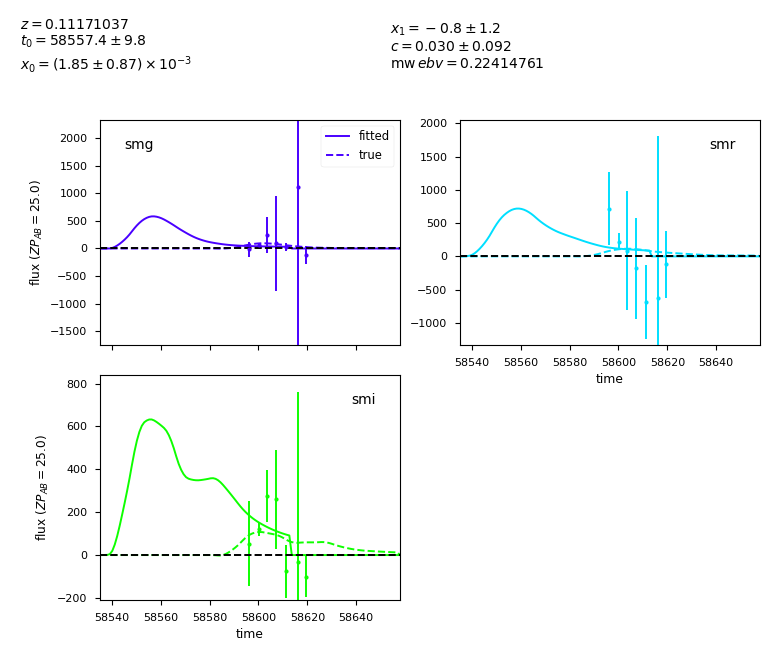 z = 0.11171037
t₀ = 58557.4 ± 9.8
x₀ = (1.85 ± 0.87) × 10⁻³
x₁ = −0.8 ± 1.2
c = 0.030 ± 0.092
mw ebv = 0.22414761
smg
fitted
true
2000
1500
1000
500
0
−500
−1000
−1500
flux (ZP_AB = 25.0)
smr
2000
1500
1000
500
0
−500
−1000
58540 58560 58580 58600 58620 58640
time
smi
800
600
400
200
0
−200
flux (ZP_AB = 25.0)
58540 58560 58580 58600 58620 58640
time